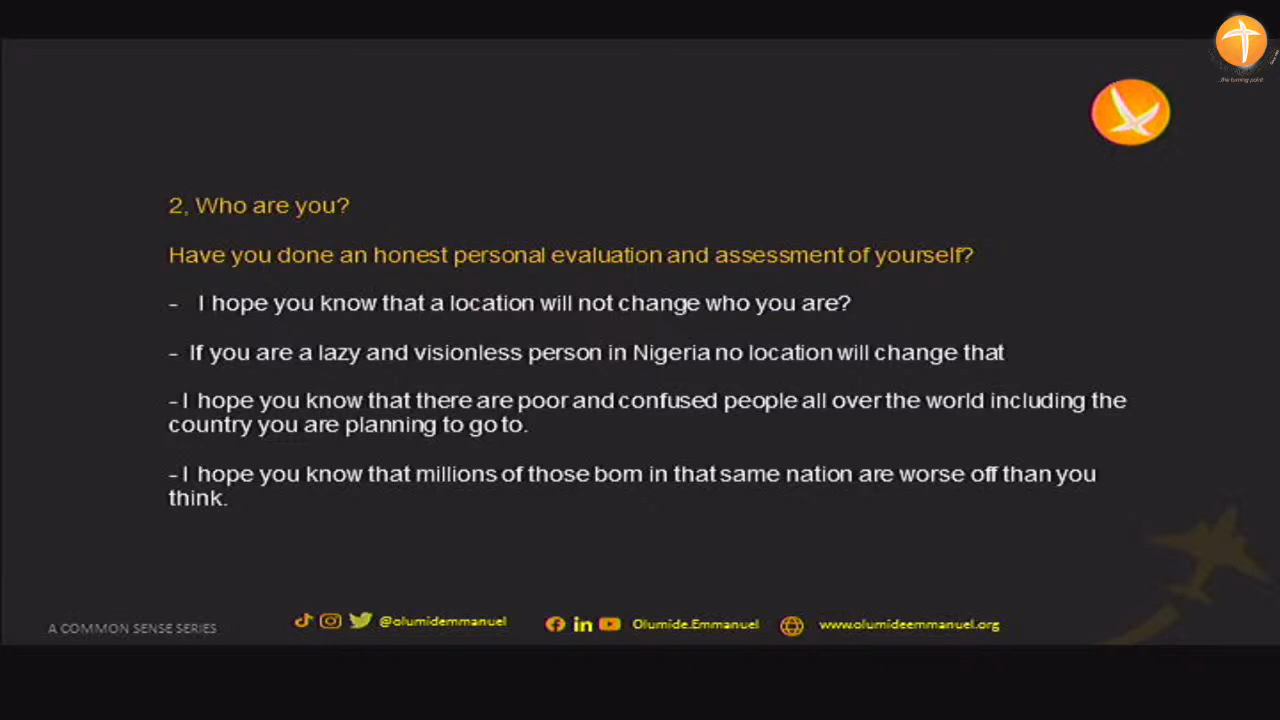 ...the turning point
2, Who are you?
Have you done an honest personal evaluation and assessment of yourself?
- I hope you know that a location will not change who you are?
- If you are a lazy and visionless person in Nigeria no location will change that
- I hope you know that there are poor and confused people all over the world including the
country you are planning to go to.
- I hope you know that millions of those born in that same nation are worse off than you
think.
A COMMON SENSE SERIES
@olumidemmanuel
Olumide.Emmanuel
www.olumideemmanuel.org